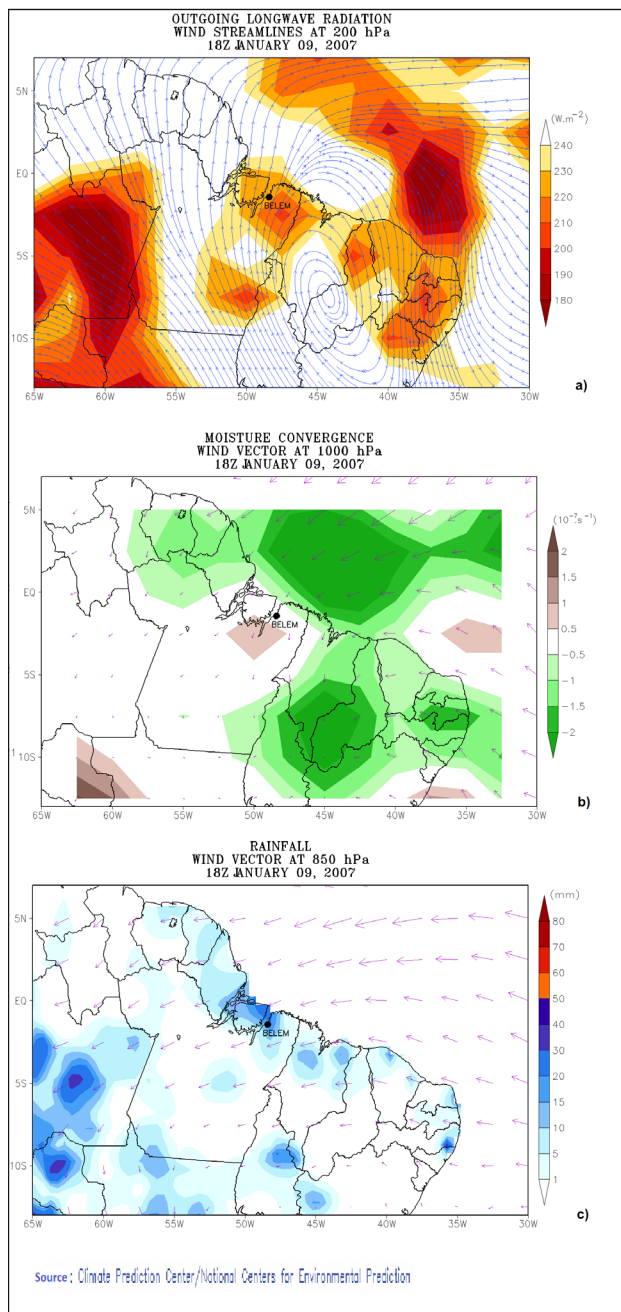 OUTGOING LONGWAVE RADIATION
WIND STREAMLINES AT 200 hPa
18Z JANUARY 09, 2007
5N
EQ
5S
10S
65W 60W 55W 50W 45W 40W 35W 30W
BELEM
(W.m-2)
240
230
220
210
200
190
180
a)
MOISTURE CONVERGENCE
WIND VECTOR AT 1000 hPa
18Z JANUARY 09, 2007
5N
EQ
5S
10S
65W 60W 55W 50W 45W 40W 35W 30W
BELEM
(10-7.s-1)
2
1.5
1
0.5
-0.5
-1
-1.5
-2
b)
RAINFALL
WIND VECTOR AT 850 hPa
18Z JANUARY 09, 2007
5N
EQ
5S
10S
65W 60W 55W 50W 45W 40W 35W 30W
BELEM
(mm)
80
70
60
50
40
30
20
15
10
5
1
c)
Source: Climate Prediction Center/National Centers for Environmental Prediction